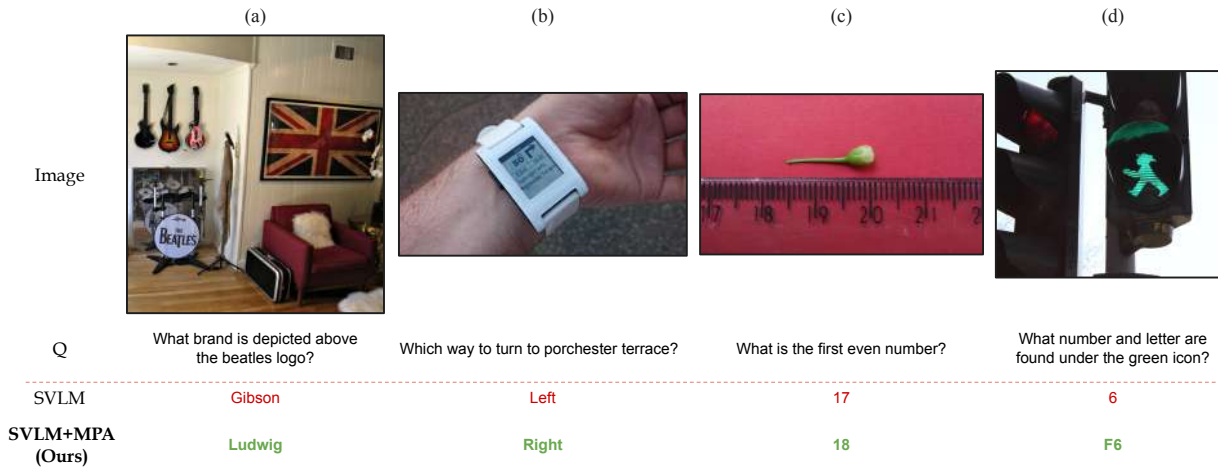 (a)
(b)
(c)
(d)
Image
THE
BEATLES
17 18 19 20 21 2
Q
What brand is depicted above
the beatles logo?
Which way to turn to porchester terrace?
What is the first even number?
What number and letter are
found under the green icon?
SVLM
Gibson
Left
17
6
SVLM+MPA
(Ours)
Ludwig
Right
18
F6